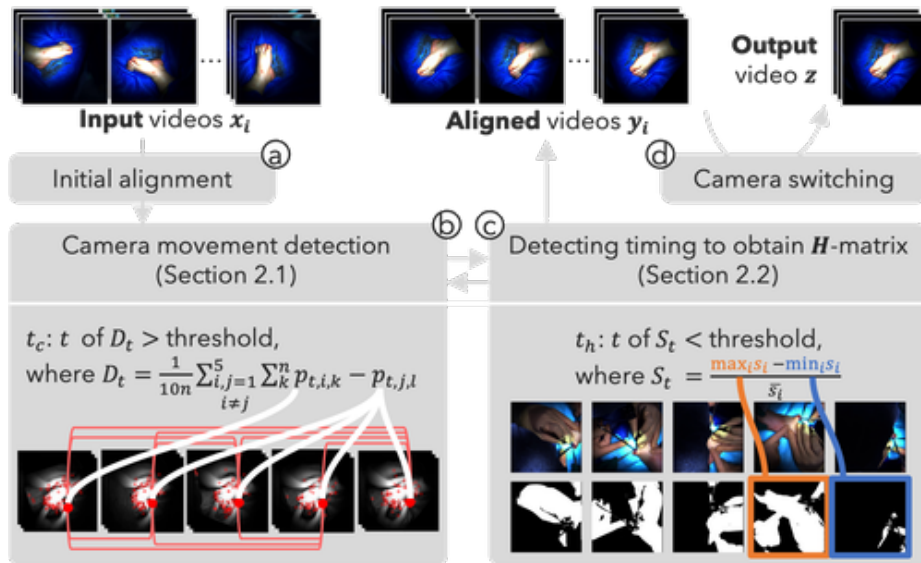 Input videos x_i
Aligned videos y_i
Output
video z
...
...
a
Initial alignment
d
Camera switching
b
Camera movement detection
(Section 2.1)
t_c: t of D_t > threshold,
where D_t = 1/10n ∑_{i,j=1 i≠j}^5 ∑_k^n p_{t,i,k} − p_{t,j,l}
c
Detecting timing to obtain H-matrix
(Section 2.2)
t_h: t of S_t < threshold,
where S_t = max_i s_i − min_i s_i / s̄_i